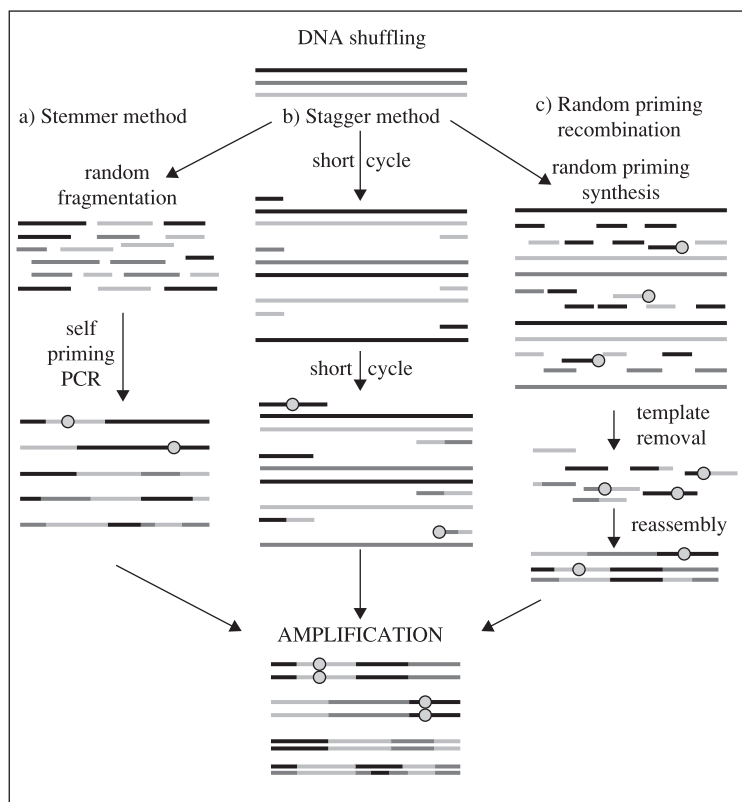 DNA shuffling
a) Stemmer method
b) Stagger method
c) Random priming
recombination
random
fragmentation
short cycle
random priming
synthesis
self
priming
PCR
short cycle
template
removal
reassembly
AMPLIFICATION